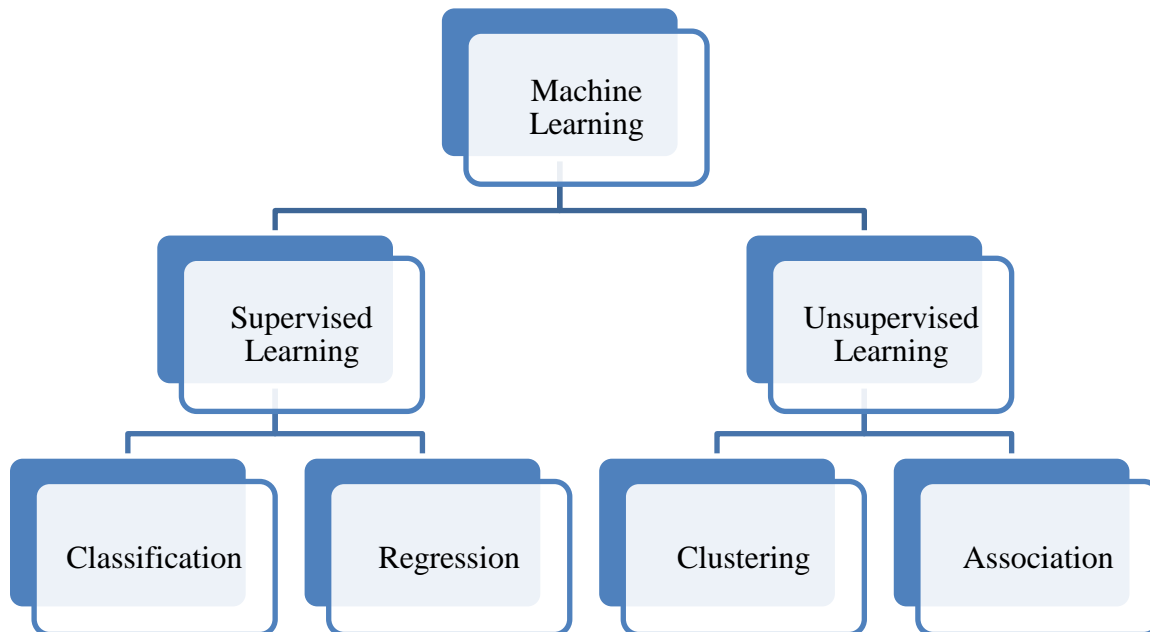 Machine
Learning
Supervised
Learning
Unsupervised
Learning
Classification
Regression
Clustering
Association